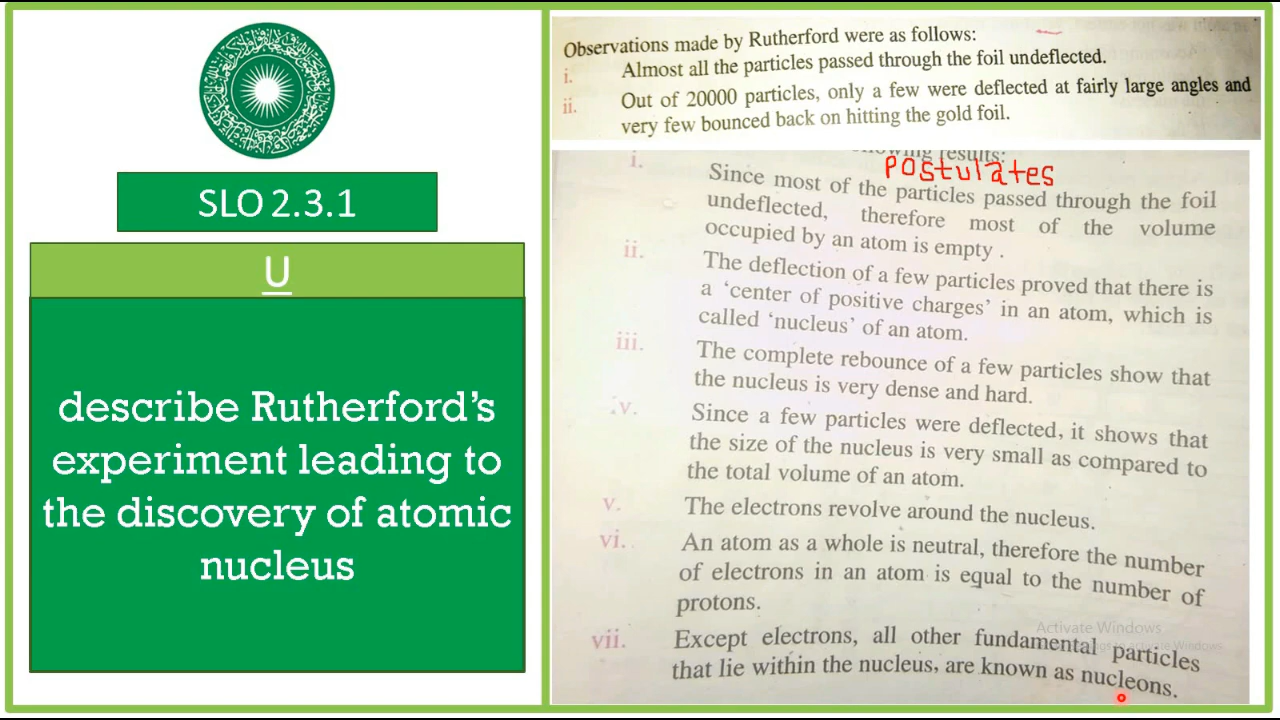 SLO 2.3.1
U
describe Rutherford's
experiment leading to
the discovery of atomic
nucleus
Observations made by Rutherford were as follows:
i. Almost all the particles passed through the foil undeflected.
ii. Out of 20000 particles, only a few were deflected at fairly large angles and
very few bounced back on hitting the gold foil.
results:
Postulates
i. Since most of the particles passed through the foil
undeflected, therefore most of the volume
occupied by an atom is empty .
ii. The deflection of a few particles proved that there is
a 'center of positive charges' in an atom, which is
called 'nucleus' of an atom.
iii. The complete rebounce of a few particles show that
the nucleus is very dense and hard.
iv. Since a few particles were deflected, it shows that
the size of the nucleus is very small as compared to
the total volume of an atom.
v. The electrons revolve around the nucleus.
vi. An atom as a whole is neutral, therefore the number
of electrons in an atom is equal to the number of
protons.
Activate Windows
vii. Except electrons, all other fundamental particles
that lie within the nucleus, are known as nucleons.